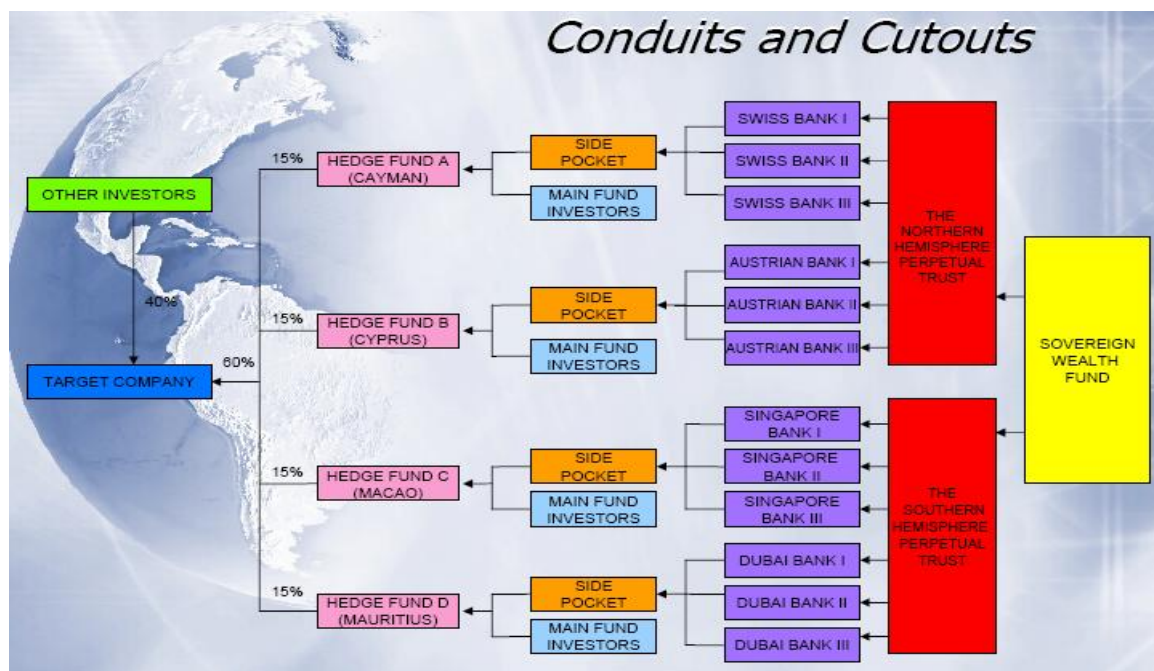 Conduits and Cutouts
OTHER INVESTORS
40%
TARGET COMPANY
60%
15%
HEDGE FUND A
(CAYMAN)
SIDE
POCKET
MAIN FUND
INVESTORS
SWISS BANK I
SWISS BANK II
SWISS BANK III
15%
HEDGE FUND B
(CYPRUS)
SIDE
POCKET
MAIN FUND
INVESTORS
AUSTRIAN BANK I
AUSTRIAN BANK II
AUSTRIAN BANK III
THE
NORTHERN
HEMISPHERE
PERPETUAL
TRUST
15%
HEDGE FUND C
(MACAO)
SIDE
POCKET
MAIN FUND
INVESTORS
SINGAPORE
BANK I
SINGAPORE
BANK II
SINGAPORE
BANK III
15%
HEDGE FUND D
(MAURITIUS)
SIDE
POCKET
MAIN FUND
INVESTORS
DUBAI BANK I
DUBAI BANK II
DUBAI BANK III
THE
SOUTHERN
HEMISPHERE
PERPETUAL
TRUST
SOVEREIGN
WEALTH
FUND